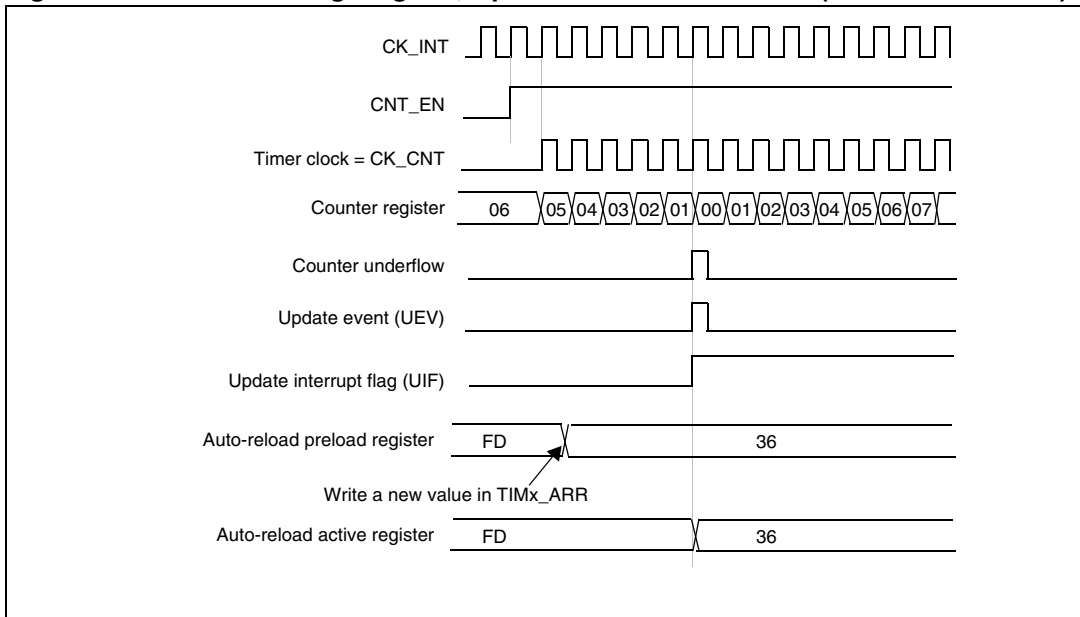 CK_INT
CNT_EN
Timer clock = CK_CNT
Counter register 06 05 04 03 02 01 00 01 02 03 04 05 06 07
Counter underflow
Update event (UEV)
Update interrupt flag (UIF)
Auto-reload preload register FD 36
Write a new value in TIMx_ARR
Auto-reload active register FD 36